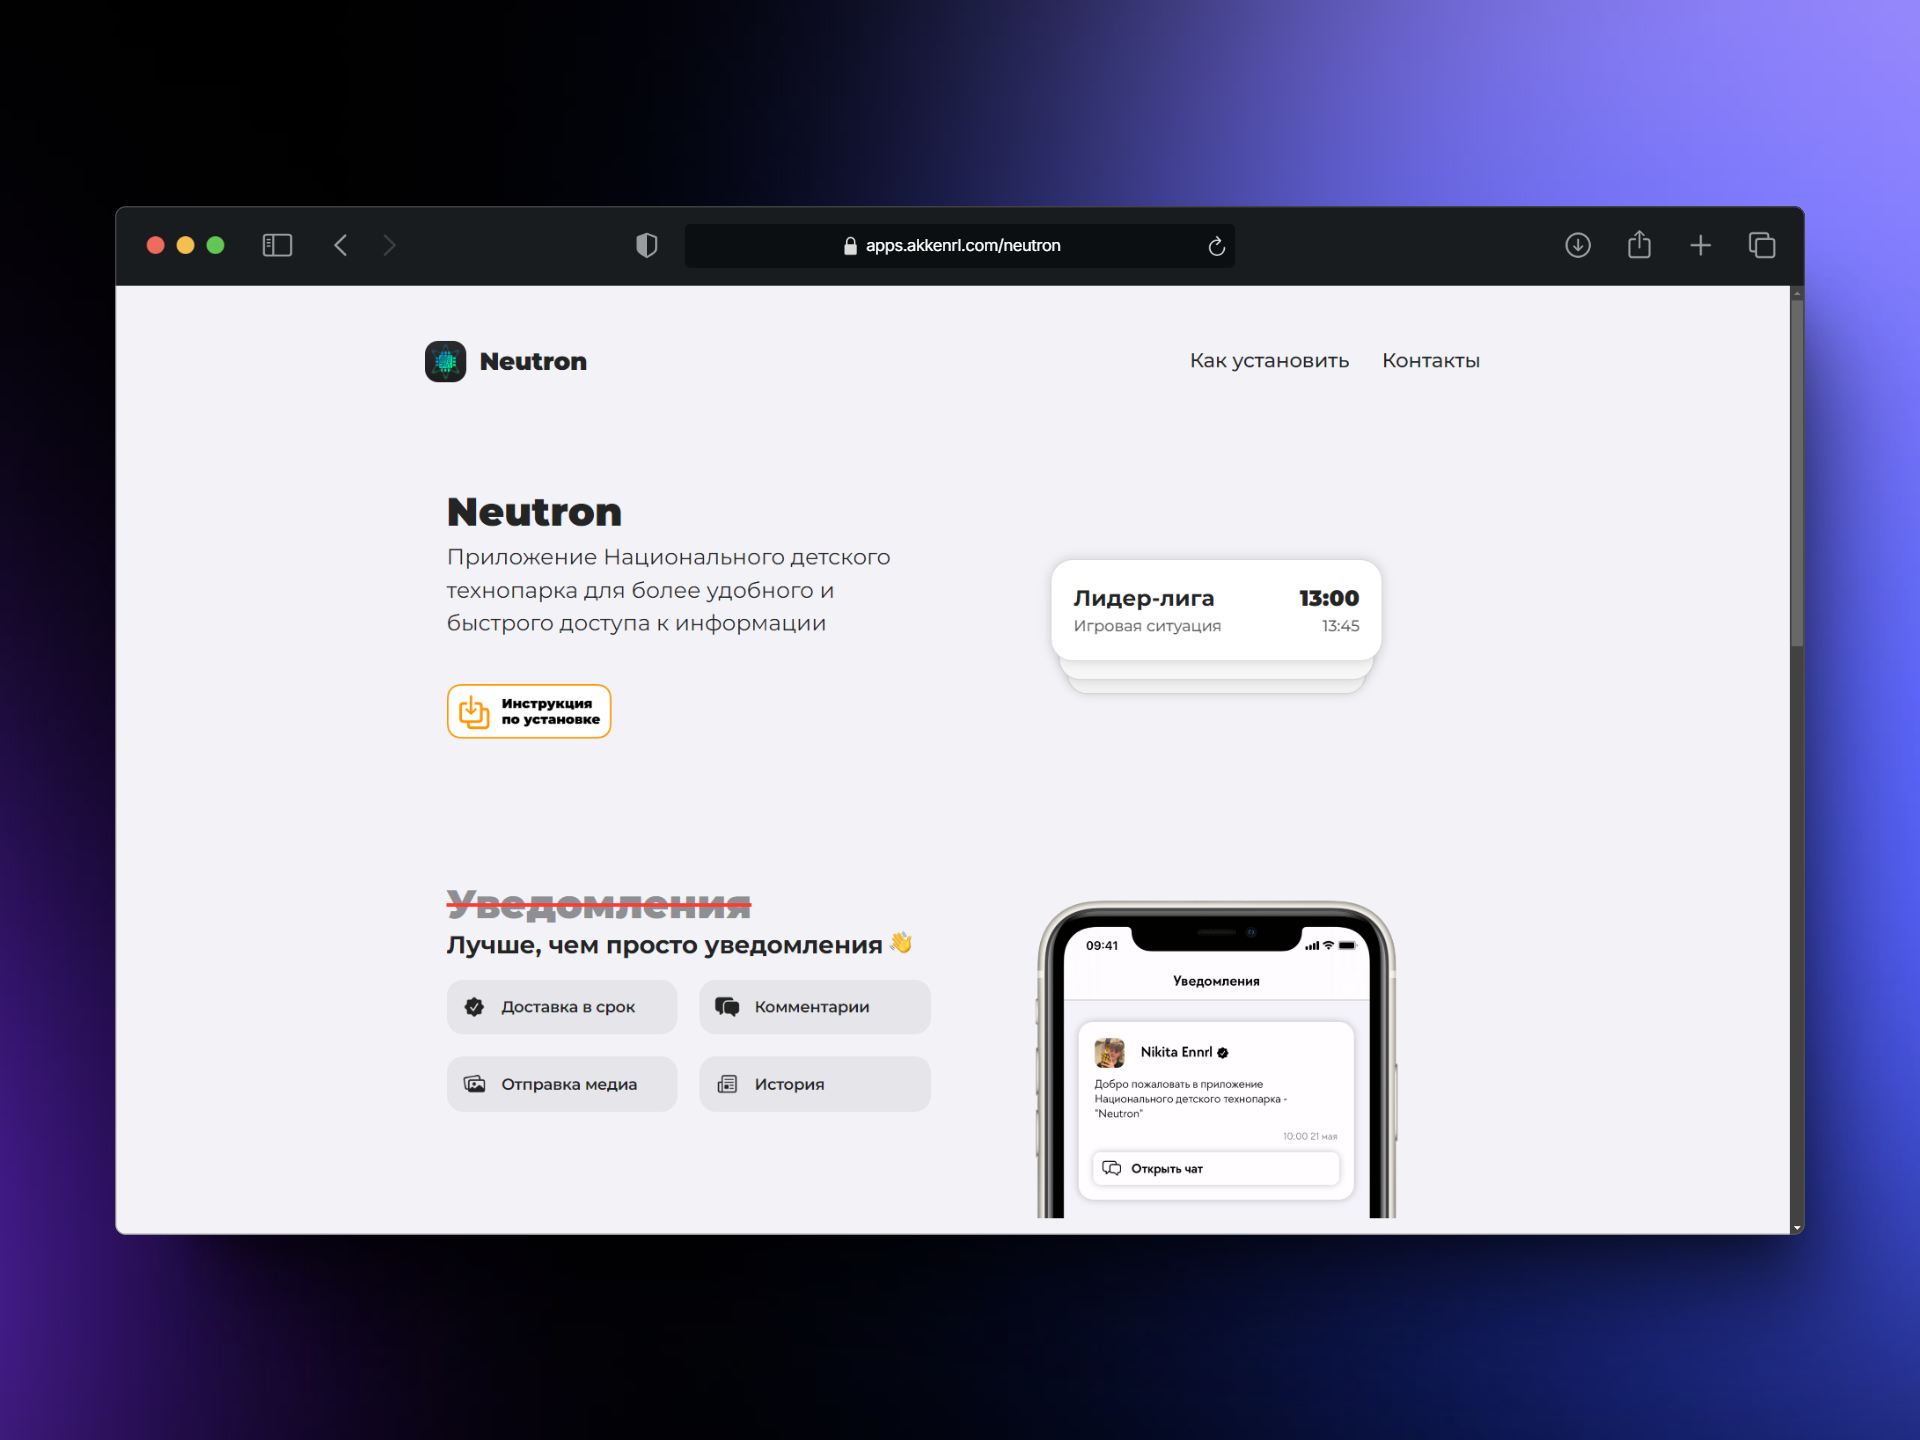 apps.akkenrl.com/neutron
Neutron
Как установить
Контакты
Neutron
Приложение Национального детского
технопарка для более удобного и
быстрого доступа к информации
Инструкция
по установке
Лидер-лига 13:00
Игровая ситуация 13:45
Уведомления
Лучше, чем просто уведомления 👋
Доставка в срок
Комментарии
Отправка медиа
История
09:41
Уведомления
Nikita Ennrl
Добро пожаловать в приложение
Национального детского технопарка -
"Neutron"
10:00 21 мая
Открыть чат